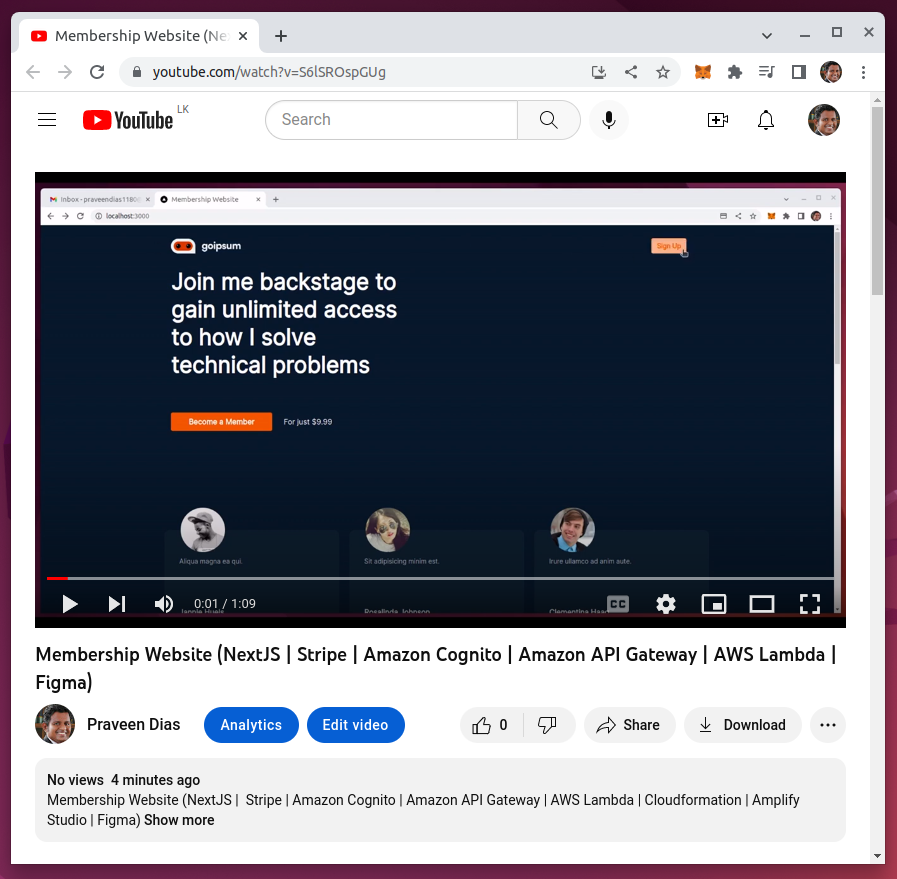 Membership Website (Ne
youtube.com/watch?v=S6lSROspGUg
YouTube LK
Search
Inbox - praveendias1180
Membership Website
localhost:3000
goipsum
Sign Up
Join me backstage to
gain unlimited access
to how I solve
technical problems
Become a Member
For just $9.99
Aliqua magna ea qui.
Sit adipisicing minim est.
Irure ullamco ad anim aute.
0:01 / 1:09
Rosalinda Johnson
CC
Membership Website (NextJS | Stripe | Amazon Cognito | Amazon API Gateway | AWS Lambda |
Figma)
Praveen Dias
Analytics
Edit video
0
Share
Download
No views 4 minutes ago
Membership Website (NextJS | Stripe | Amazon Cognito | Amazon API Gateway | AWS Lambda | Cloudformation | Amplify
Studio | Figma) Show more